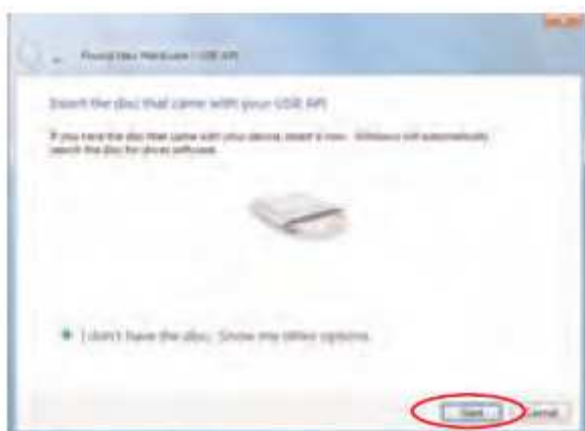 Found New Hardware - USB API
Insert the disc that came with your USB API
If you have the disc that came with your device, insert it now. Windows will automatically
search the disc for driver software.
I don't have the disc. Show me other options.
Next
Cancel